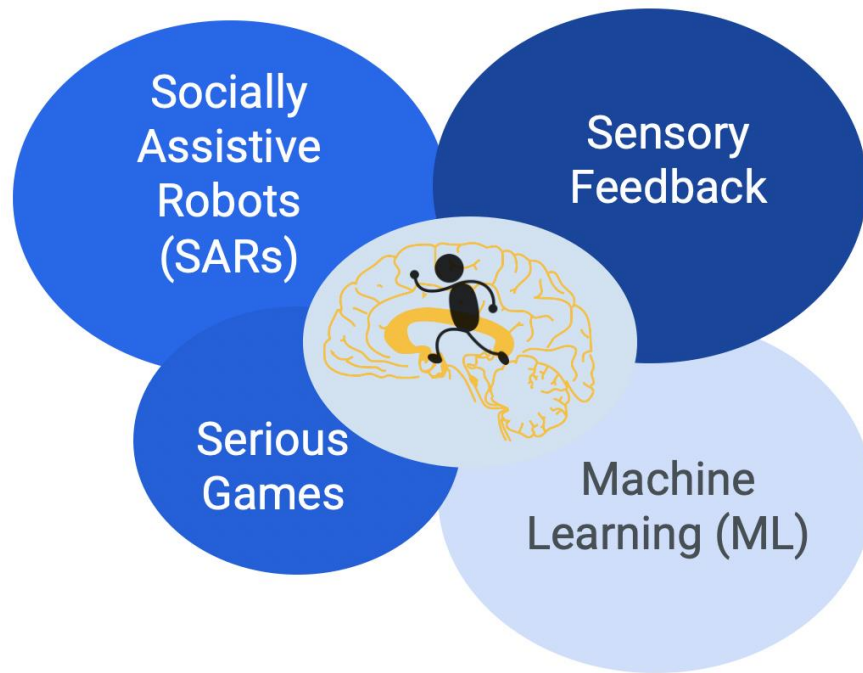 Socially
Assistive
Robots
(SARs)
Sensory
Feedback
Serious
Games
Machine
Learning (ML)